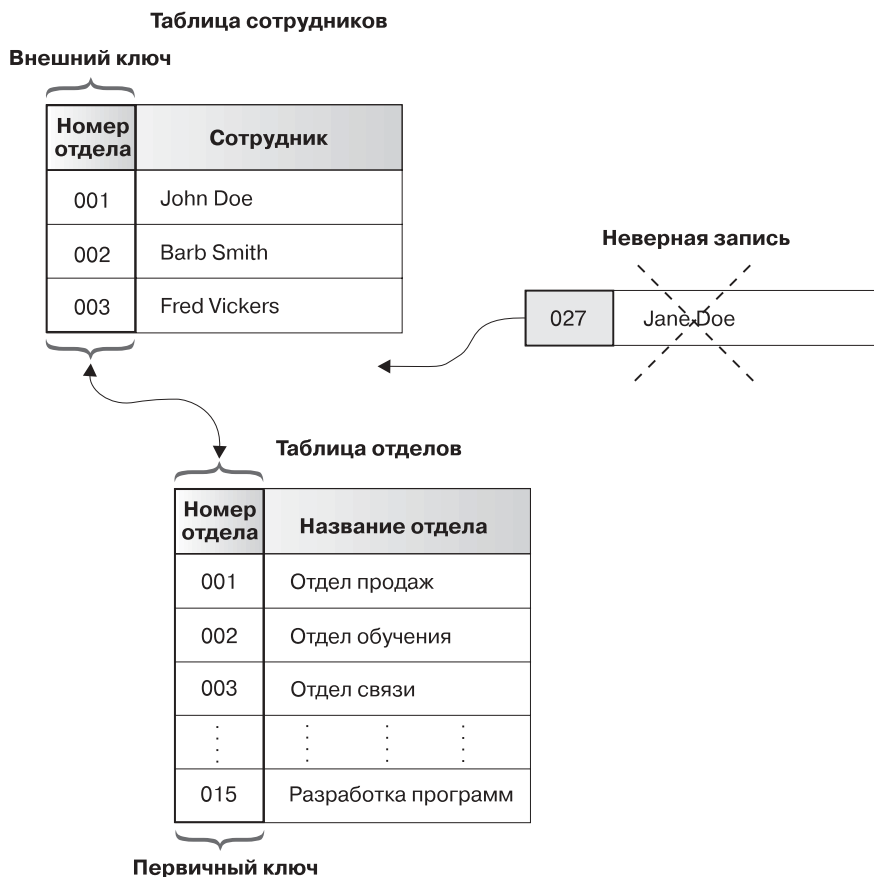 Таблица сотрудников
Внешний ключ
Номер отдела
Сотрудник
001 John Doe
002 Barb Smith
003 Fred Vickers
Неверная запись
027 Jane Doe
Таблица отделов
Номер отдела
Название отдела
001 Отдел продаж
002 Отдел обучения
003 Отдел связи
015 Разработка программ
Первичный ключ